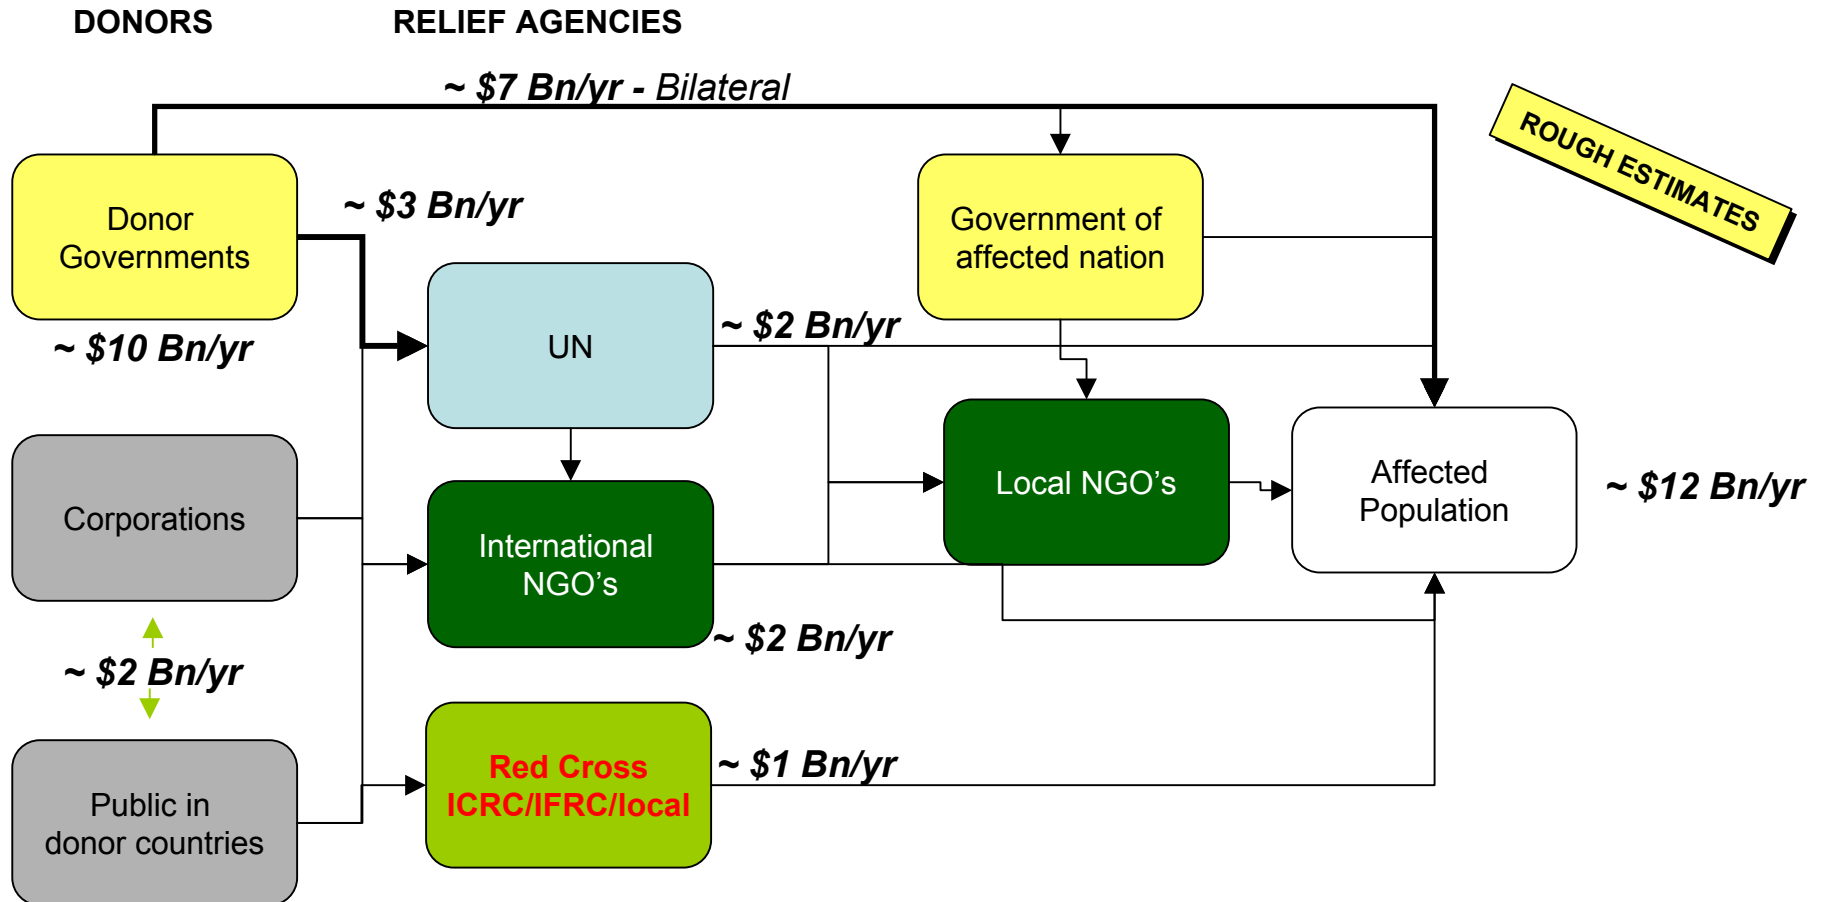 DONORS
RELIEF AGENCIES
~ $7 Bn/yr - Bilateral
ROUGH ESTIMATES
Donor
Governments
~ $3 Bn/yr
Government of
affected nation
~ $10 Bn/yr
UN
~ $2 Bn/yr
Corporations
International
NGO's
Local NGO's
Affected
Population
~ $12 Bn/yr
~ $2 Bn/yr
~ $2 Bn/yr
Public in
donor countries
Red Cross
ICRC/IFRC/local
~ $1 Bn/yr